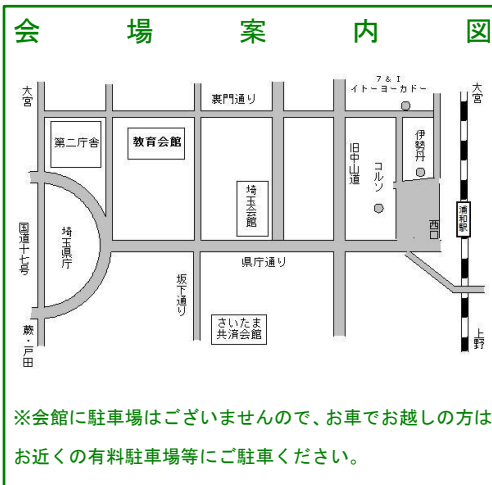 会場案内図
7&I
イトーヨーカドー
大宮
大宮
裏門通り
第二庁舎
教育会館
伊勢丹
旧中山道
コルソ
埼玉会館
西口
浦和駅
国道十七号
埼玉県庁
県庁通り
坂下通り
さいたま
共済会館
蕨・戸田
上野
※会館に駐車場はございませんので、お車でお越しの方は
お近くの有料駐車場等にご駐車ください。